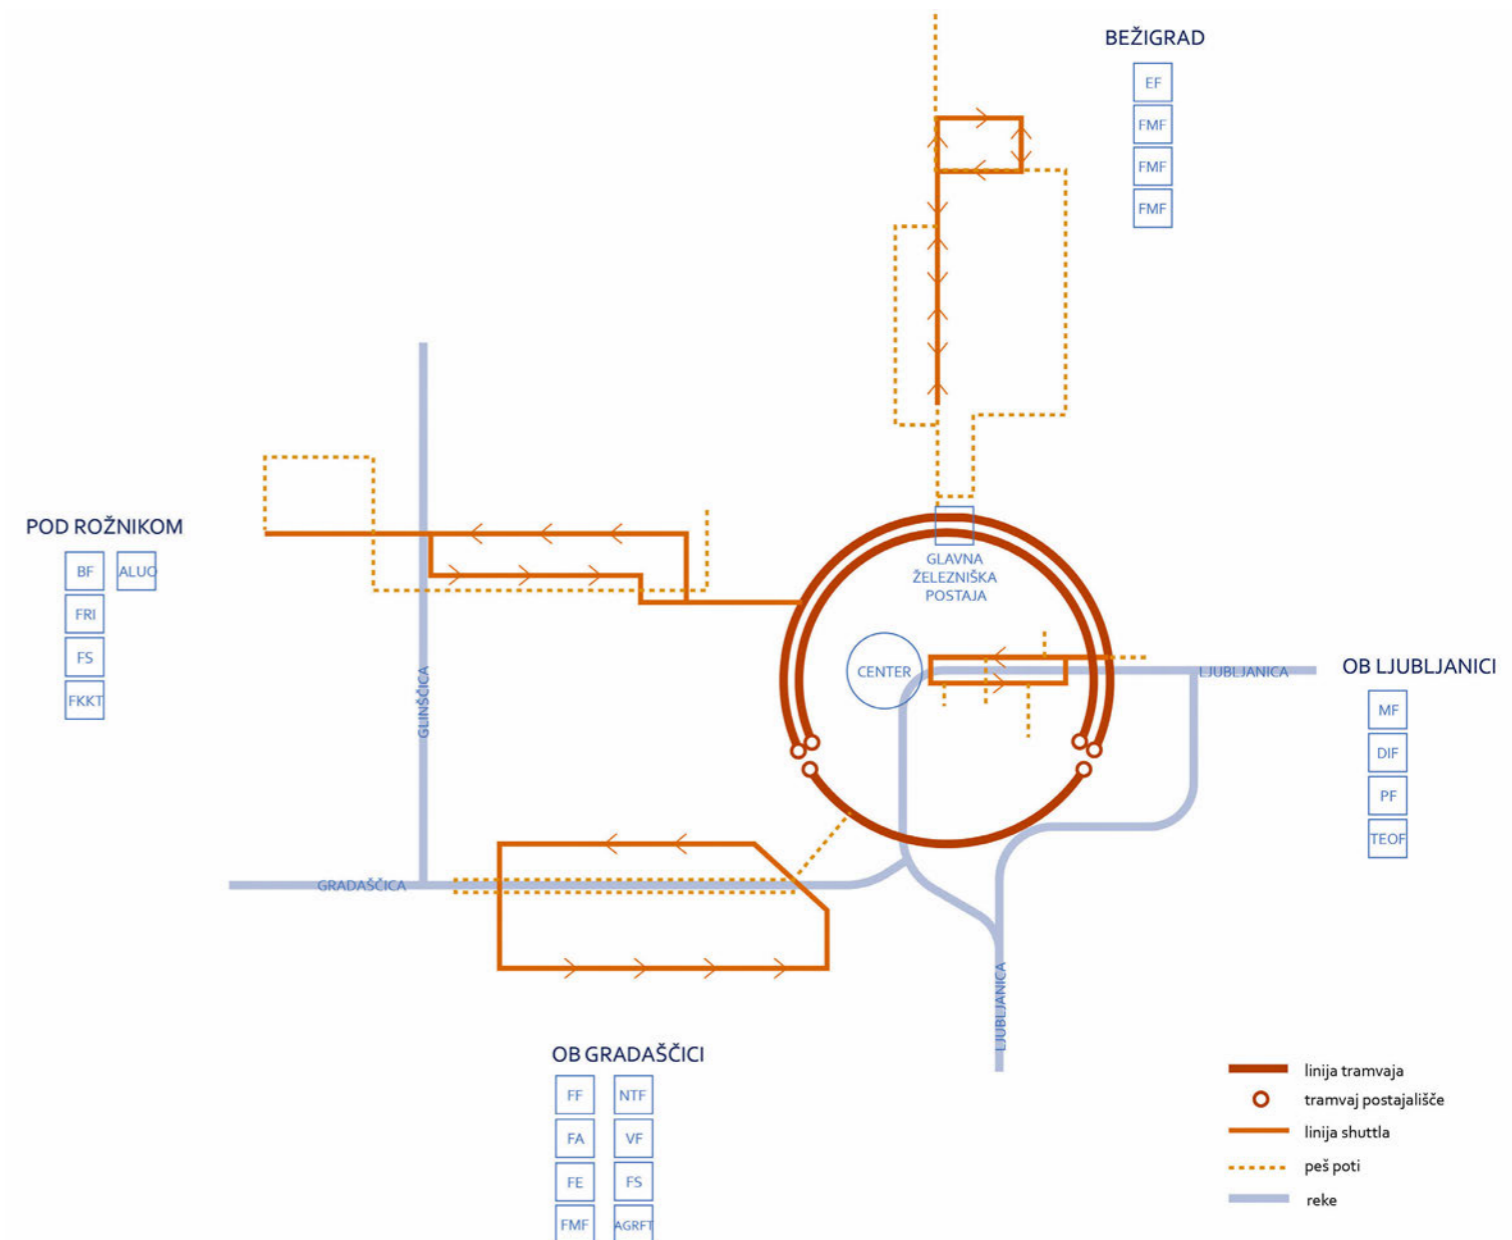 BEŽIGRAD
EF
FMF
FMF
FMF
POD ROŽNIKOM
BF
ALUO
FRI
FS
FKKT
GLAVNA
ŽELEZNIŠKA
POSTAJA
CENTER
GLINŠČICA
LJUBLJANICA
OB LJUBLJANICI
MF
DIF
PF
TEOF
GRADAŠČICA
LJUBLJANICA
OB GRADAŠČICI
FF
NTF
FA
VF
FE
FS
FMF
AGRFT
linija tramvaja
tramvaj postajališče
linija shuttla
peš poti
reke